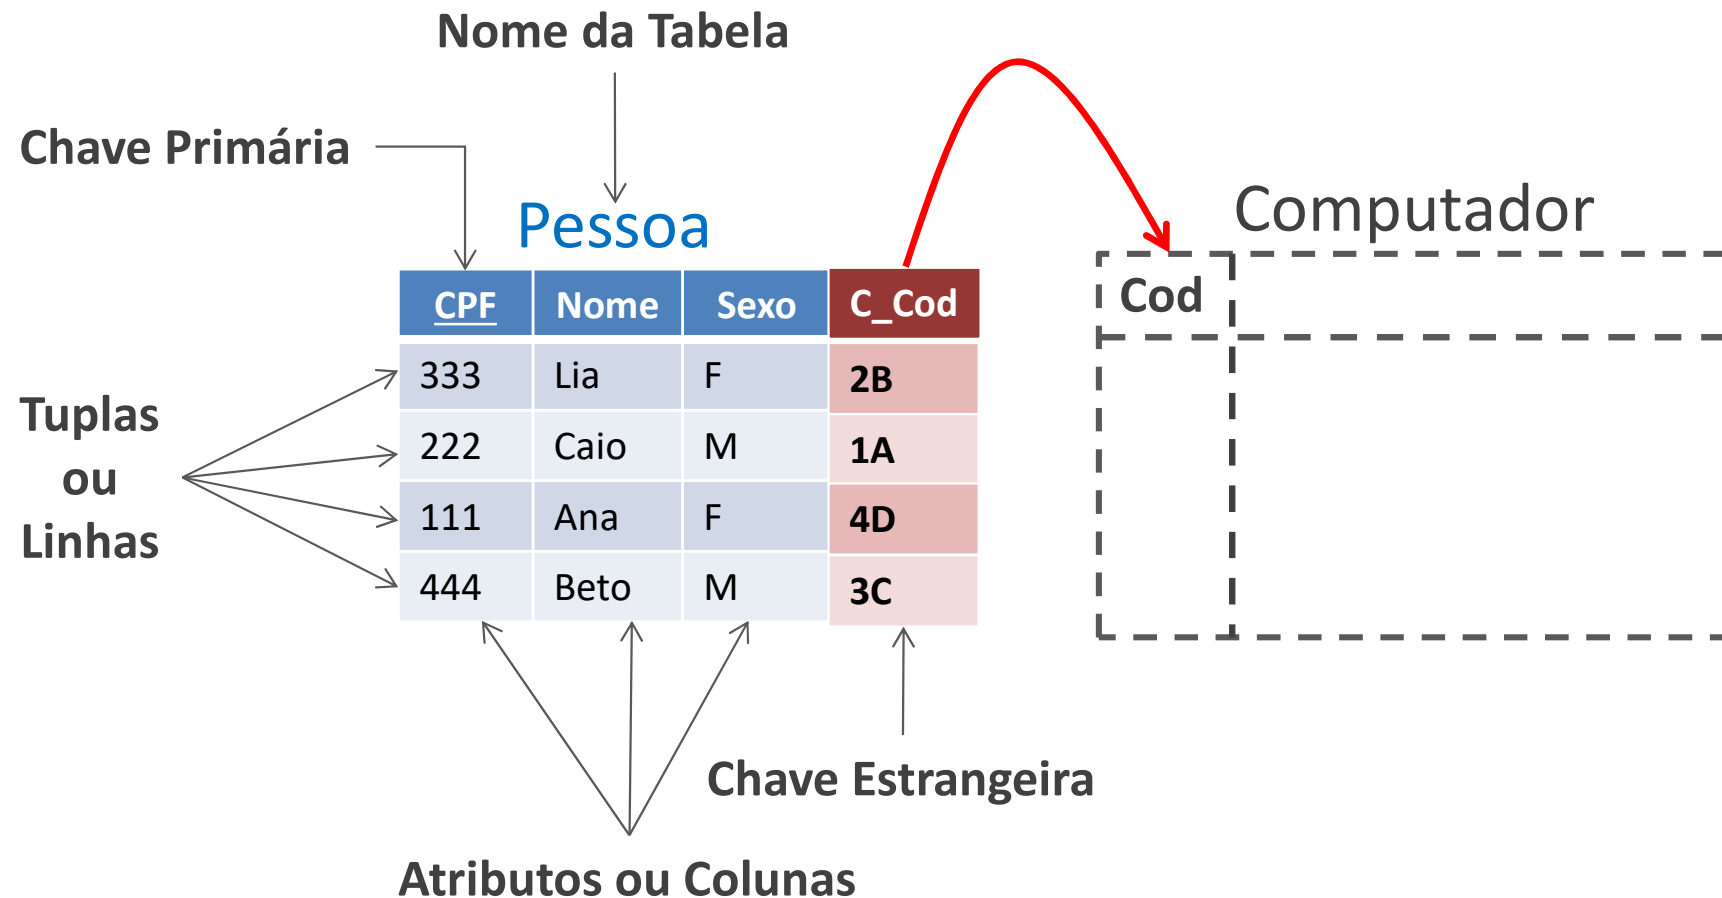 Nome da Tabela
Chave Primária
Pessoa
Computador
CPF Nome Sexo C_Cod
Cod
333 Lia F 2B
222 Caio M 1A
111 Ana F 4D
444 Beto M 3C
Tuplas
ou
Linhas
Chave Estrangeira
Atributos ou Colunas